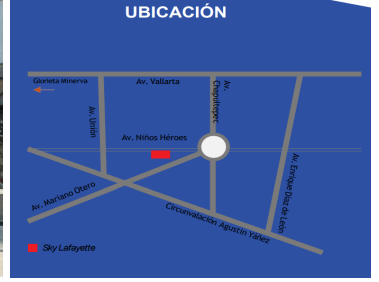 UBICACIÓN
Glorieta Minerva
Av. Vallarta
Av. Chapultepec
Av. Unión
Av. Niños Héroes
Av. Enrique Díaz de León
Av. Mariano Otero
Circunvalación Agustín Yáñez
Sky Lafayette